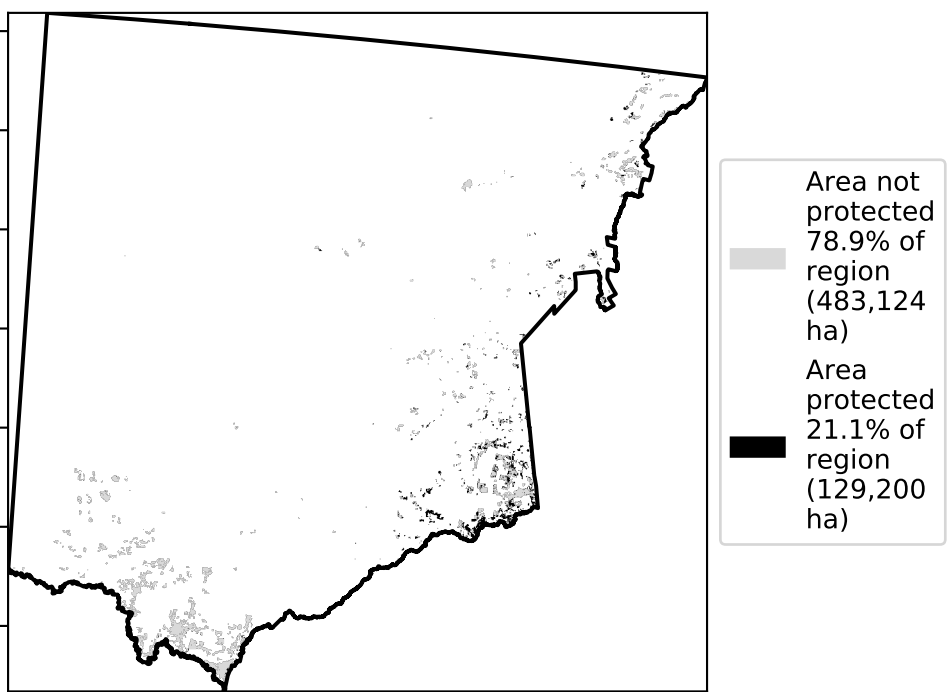 Area not
protected
78.9% of
region
(483,124
ha)
Area
protected
21.1% of
region
(129,200
ha)